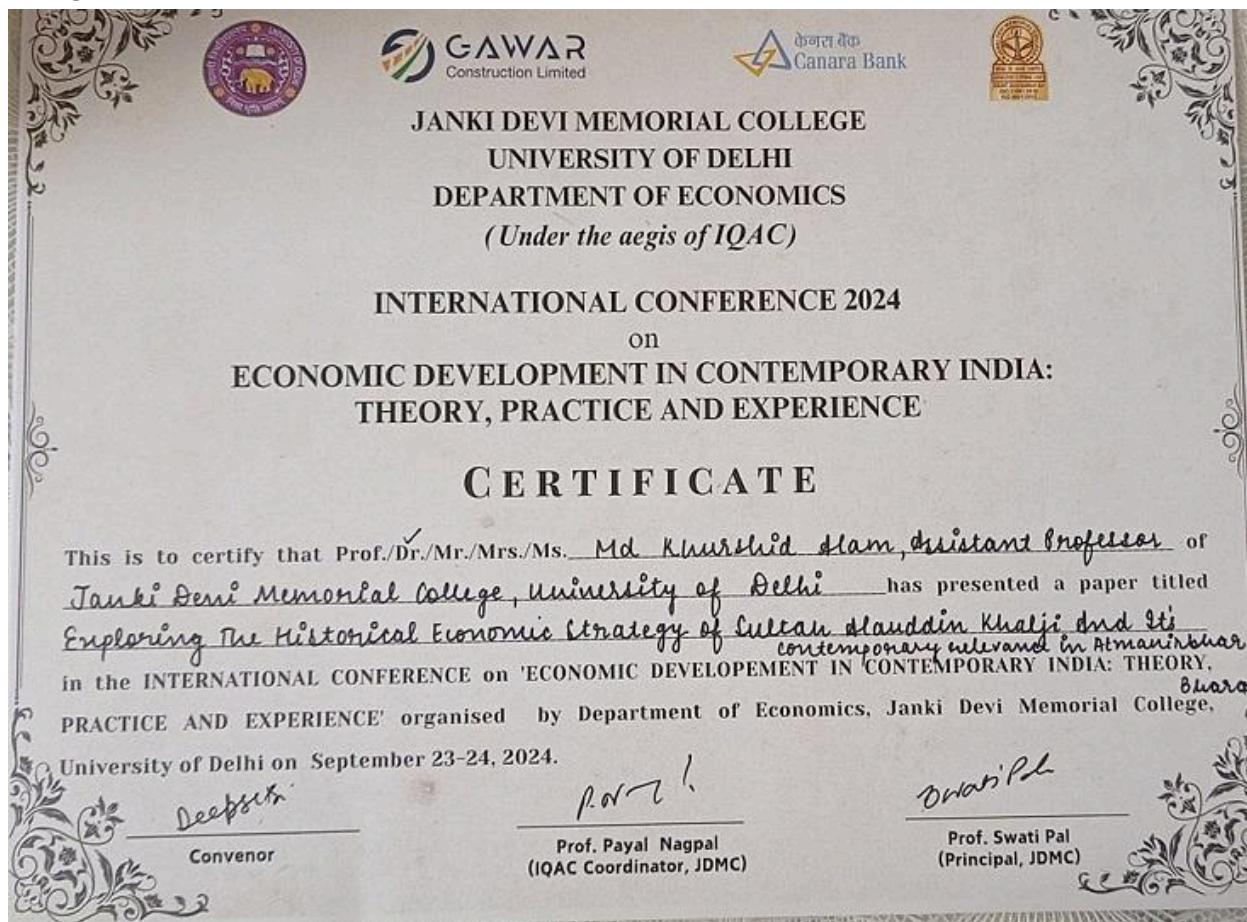 GAWAR
Construction Limited
केनरा बैंक
Canara Bank
JANKI DEVI MEMORIAL COLLEGE
UNIVERSITY OF DELHI
DEPARTMENT OF ECONOMICS
(Under the aegis of IQAC)
INTERNATIONAL CONFERENCE 2024
on
ECONOMIC DEVELOPMENT IN CONTEMPORARY INDIA:
THEORY, PRACTICE AND EXPERIENCE
CERTIFICATE
This is to certify that Prof./Dr./Mr./Mrs./Ms. Md Khurshid Alam, Assistant Professor of
Janki Devi Memorial College, University of Delhi has presented a paper titled
Exploring The Historical Economic Strategy of Sultan Alauddin Khalji And It's
contemporary relevance in Atmanirbhar
in the INTERNATIONAL CONFERENCE on 'ECONOMIC DEVELOPEMENT IN CONTEMPORARY INDIA: THEORY,
PRACTICE AND EXPERIENCE' organised by Department of Economics, Janki Devi Memorial College,
University of Delhi on September 23-24, 2024.
Convenor
Prof. Payal Nagpal
(IQAC Coordinator, JDMC)
Swati Pal
Prof. Swati Pal
(Principal, JDMC)